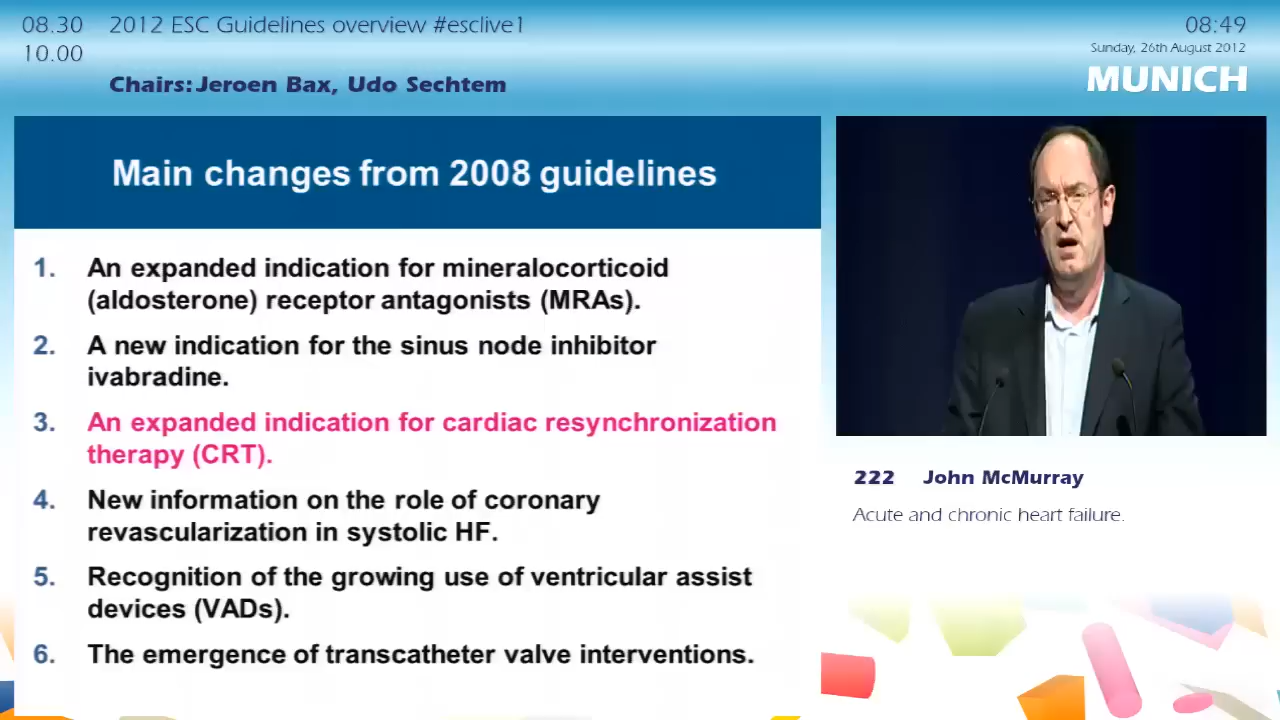 08.30 2012 ESC Guidelines overview #esclive1
10.00
Chairs: Jeroen Bax, Udo Sechtem
08:49
Sunday, 26th August 2012
MUNICH
Main changes from 2008 guidelines
1. An expanded indication for mineralocorticoid
(aldosterone) receptor antagonists (MRAs).
2. A new indication for the sinus node inhibitor
ivabradine.
3. An expanded indication for cardiac resynchronization
therapy (CRT).
4. New information on the role of coronary
revascularization in systolic HF.
5. Recognition of the growing use of ventricular assist
devices (VADs).
6. The emergence of transcatheter valve interventions.
222 John McMurray
Acute and chronic heart failure.